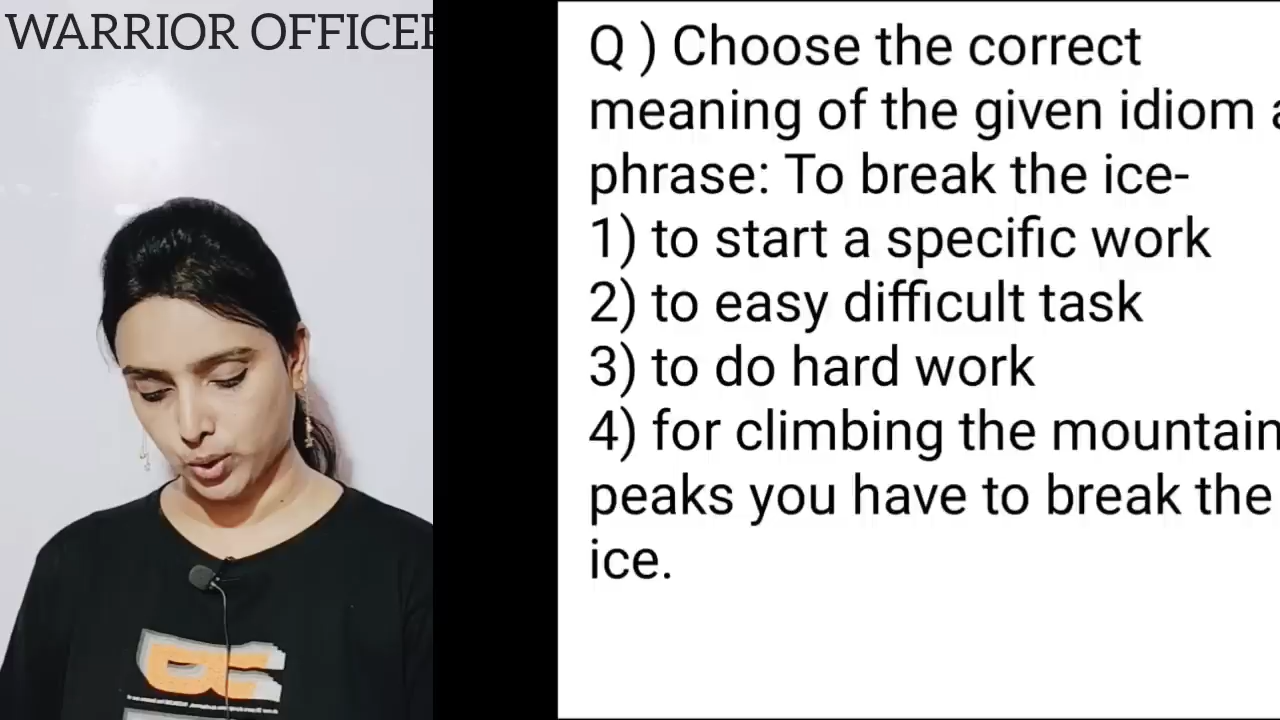 WARRIOR OFFICER
Q ) Choose the correct
meaning of the given idiom a
phrase: To break the ice-
1) to start a specific work
2) to easy difficult task
3) to do hard work
4) for climbing the mountain
peaks you have to break the
ice.